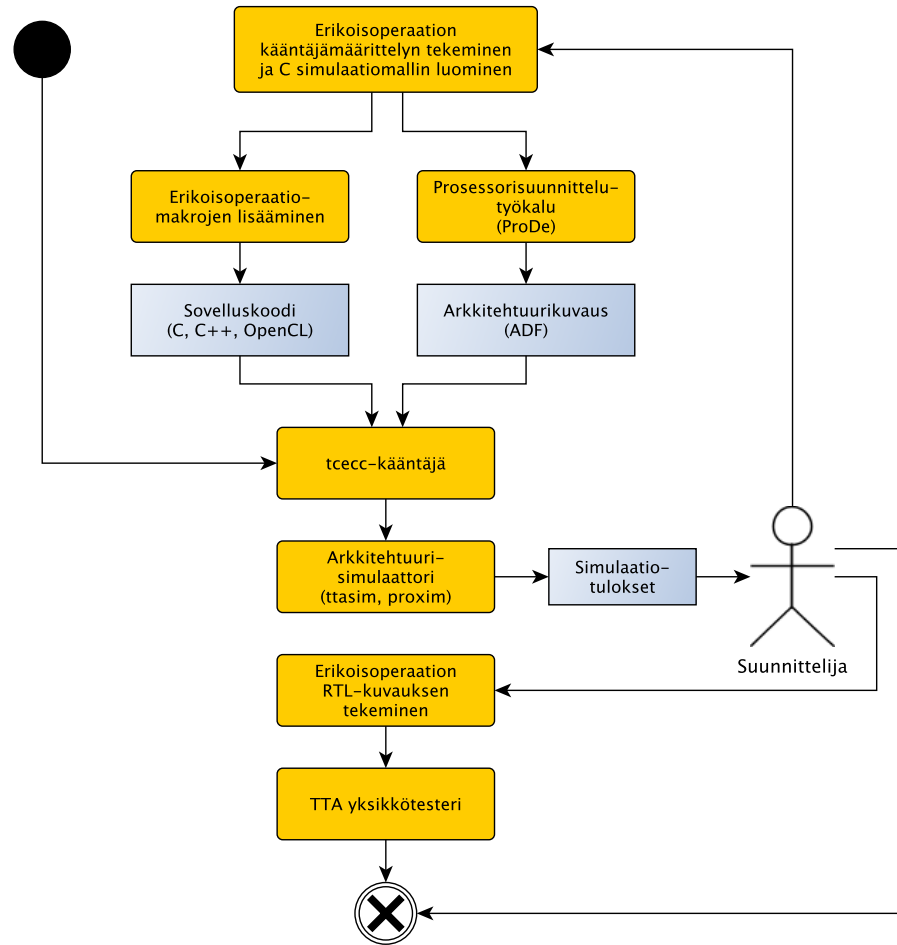 Erikoisoperaation
kääntäjämäärittelyn tekeminen
ja C simulaatiomallin luominen
Erikoisoperaatio-
makrojen lisääminen
Prosessorisuunnittelu-
työkalu
(ProDe)
Sovelluskoodi
(C, C++, OpenCL)
Arkkitehtuurikuvaus
(ADF)
tcecc-kääntäjä
Arkkitehtuuri-
simulaattori
(ttasim, proxim)
Simulaatio-
tulokset
Suunnittelija
Erikoisoperaation
RTL-kuvauksen
tekeminen
TTA yksikkötesteri